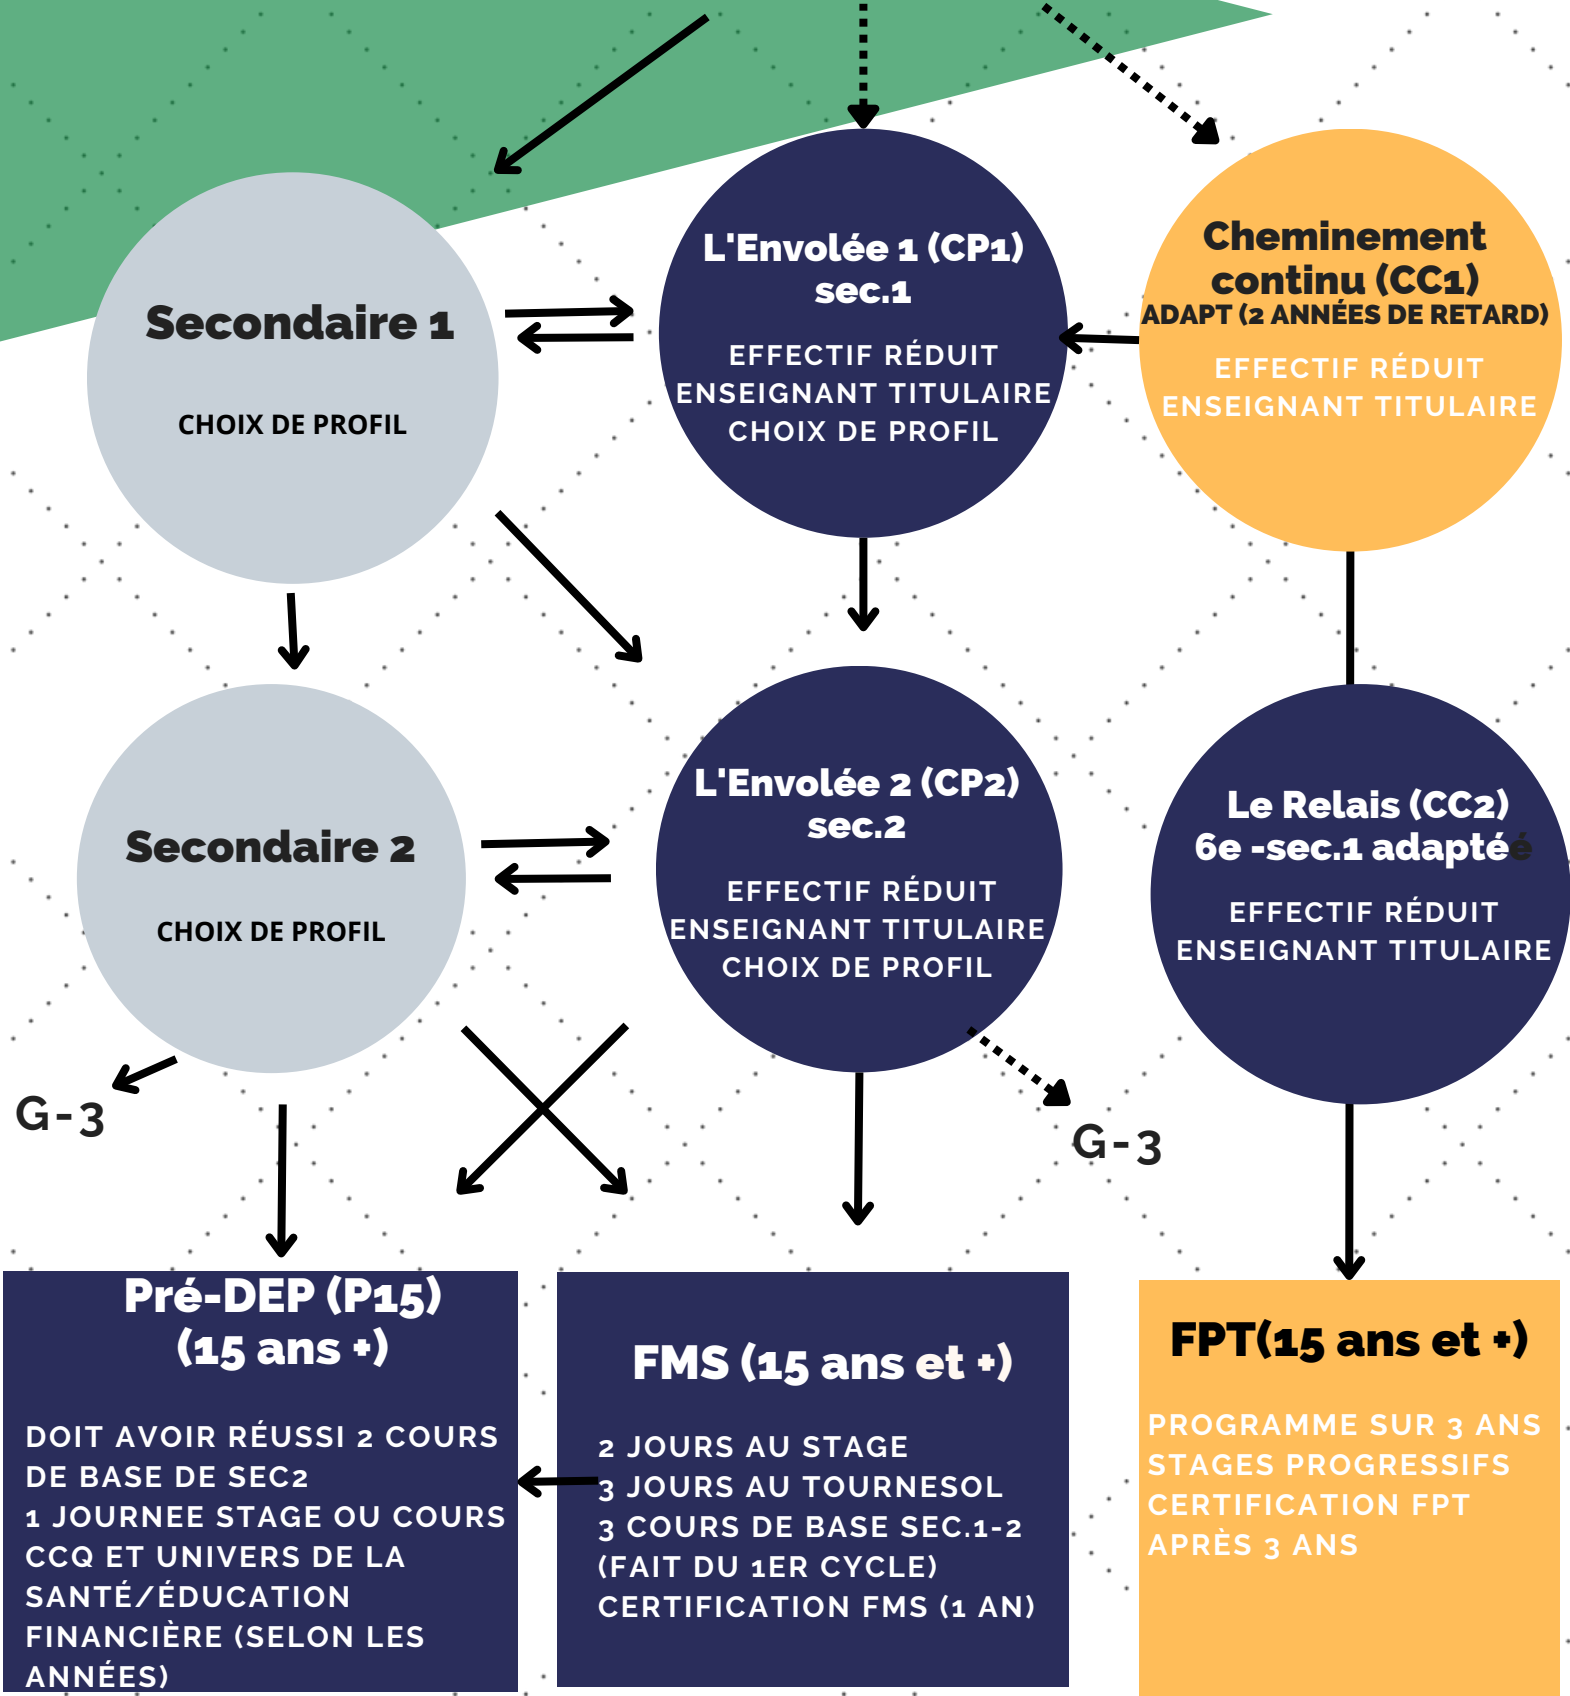 Secondaire 1
CHOIX DE PROFIL
L'Envolée 1 (CP1)
sec.1
EFFECTIF RÉDUIT
ENSEIGNANT TITULAIRE
CHOIX DE PROFIL
Cheminement
continu (CC1)
ADAPT (2 ANNÉES DE RETARD)
EFFECTIF RÉDUIT
ENSEIGNANT TITULAIRE
Secondaire 2
CHOIX DE PROFIL
L'Envolée 2 (CP2)
sec.2
EFFECTIF RÉDUIT
ENSEIGNANT TITULAIRE
CHOIX DE PROFIL
Le Relais (CC2)
6e -sec.1 adaptéé
EFFECTIF RÉDUIT
ENSEIGNANT TITULAIRE
G-3
G-3
Pré-DEP (P15)
(15 ans +)
DOIT AVOIR RÉUSSI 2 COURS
DE BASE DE SEC2
1 JOURNEE STAGE OU COURS
CCQ ET UNIVERS DE LA
SANTÉ/ÉDUCATION
FINANCIÈRE (SELON LES
ANNÉES)
FMS (15 ans et +)
2 JOURS AU STAGE
3 JOURS AU TOURNESOL
3 COURS DE BASE SEC.1-2
(FAIT DU 1ER CYCLE)
CERTIFICATION FMS (1 AN)
FPT(15 ans et +)
PROGRAMME SUR 3 ANS
STAGES PROGRESSIFS
CERTIFICATION FPT
APRÈS 3 ANS